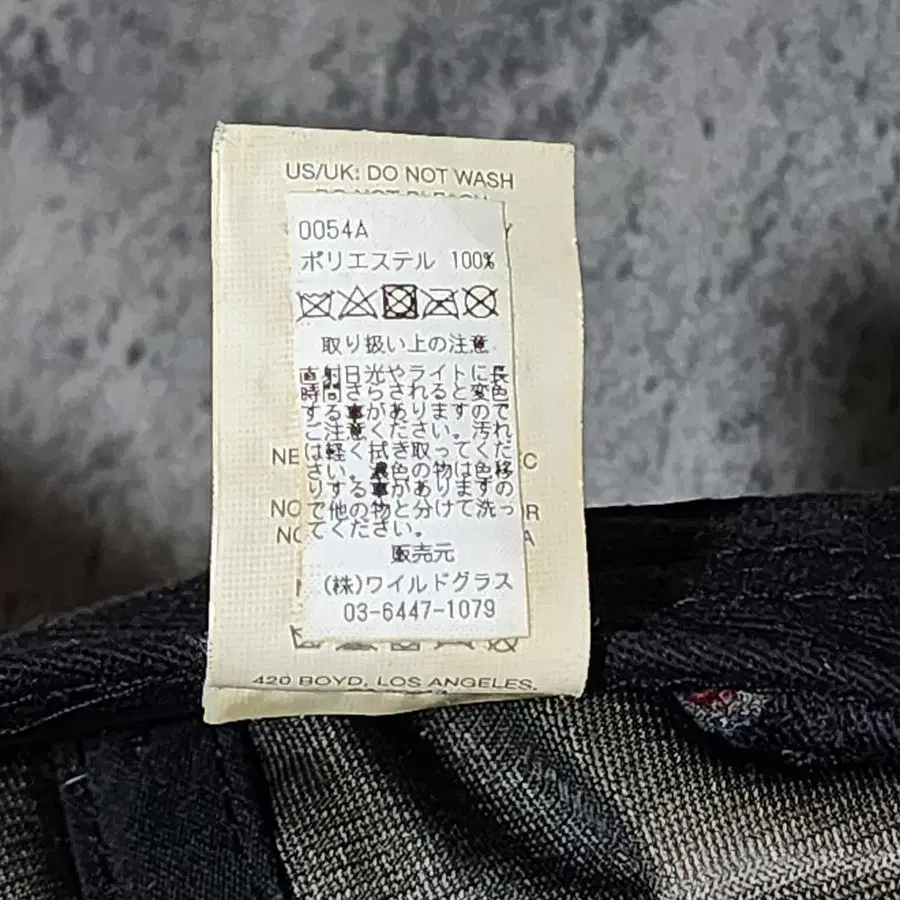 US/UK: DO NOT WASH
DO NOT BLEACH
0054A
ポリエステル 100%
取り扱い上の注意
直射日光やライトに長
時間さらされると変色
する事がありますので
ご注意ください。汚れ
は軽く拭き取ってくだ
さい。濃色の物は色移
りする事がありますの
で他の物と分けて洗っ
てください。
販売元
(株)ワイルドグラス
03-6447-1079
420 BOYD, LOS ANGELES,